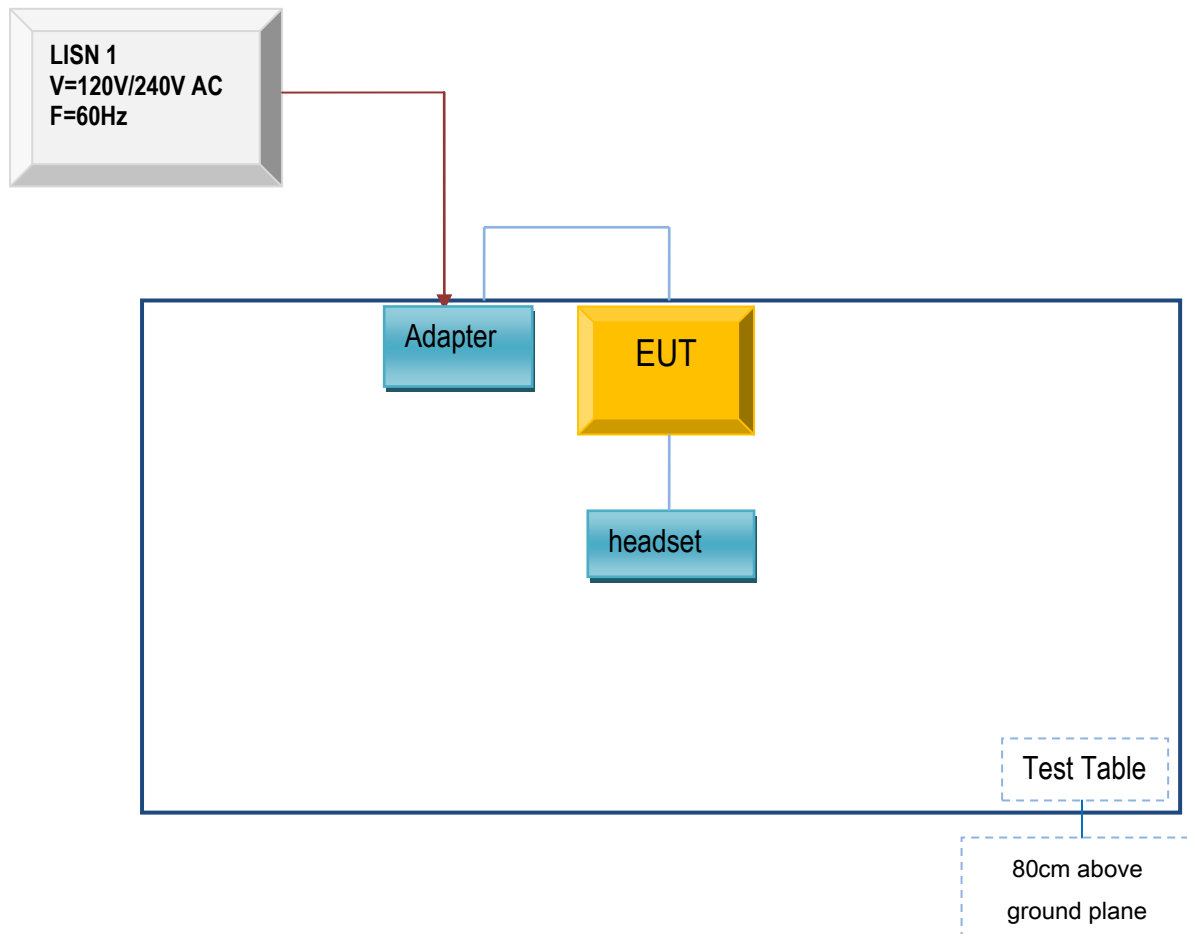 LISN 1
V=120V/240V AC
F=60Hz
Adapter
EUT
headset
Test Table
80cm above
ground plane